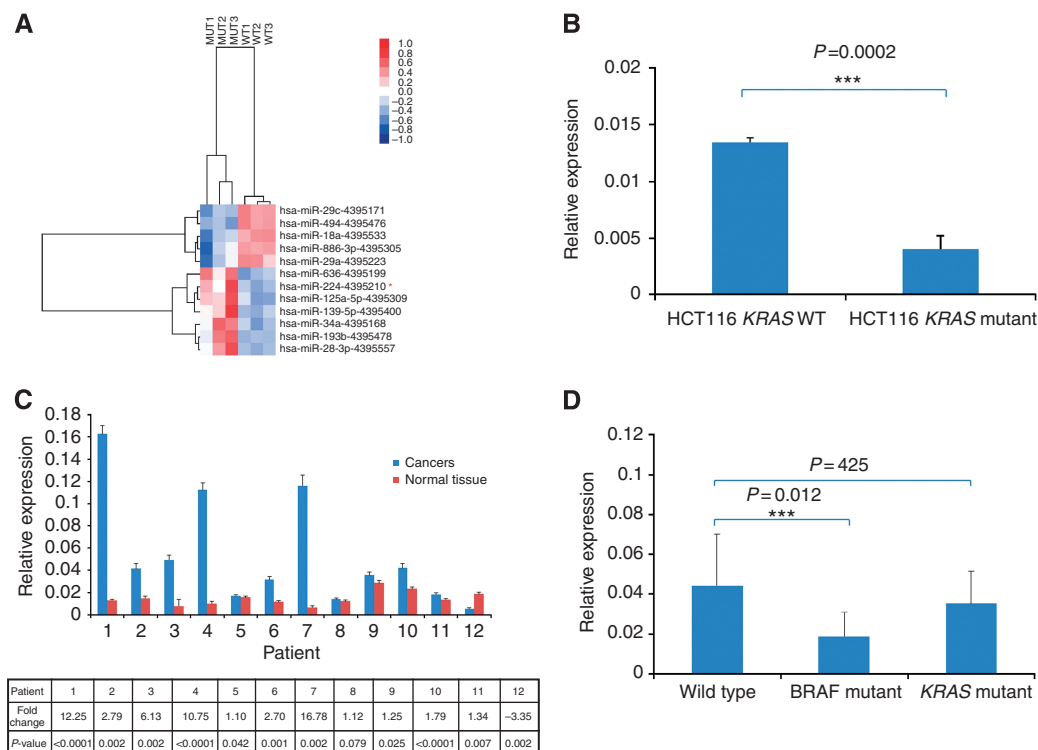 A
MUT1 MUT2 MUT3 WT1 WT2 WT3
1.0
0.8
0.6
0.4
0.2
0.0
−0.2
−0.4
−0.6
−0.8
−1.0
hsa-miR-29c-4395171
hsa-miR-494-4395476
hsa-miR-18a-4395533
hsa-miR-886-3p-4395305
hsa-miR-29a-4395223
hsa-miR-636-4395199
hsa-miR-224-4395210 *
hsa-miR-125a-5p-4395309
hsa-miR-139-5p-4395400
hsa-miR-34a-4395168
hsa-miR-193b-4395478
hsa-miR-28-3p-4395557
B
P=0.0002
***
Relative expression
0.02
0.015
0.01
0.005
0
HCT116 KRAS WT HCT116 KRAS mutant
C
Relative expression
0.18
0.16
0.14
0.12
0.1
0.08
0.06
0.04
0.02
0
Cancers
Normal tissue
1 2 3 4 5 6 7 8 9 10 11 12
Patient
Patient 1 2 3 4 5 6 7 8 9 10 11 12
Fold change 12.25 2.79 6.13 10.75 1.10 2.70 16.78 1.12 1.25 1.79 1.34 −3.35
P-value <0.0001 0.002 0.002 <0.0001 0.042 0.001 0.002 0.079 0.025 <0.0001 0.007 0.002
D
Relative expression
0.12
0.1
0.08
0.06
0.04
0.02
0
P=425
P=0.012
***
Wild type BRAF mutant KRAS mutant